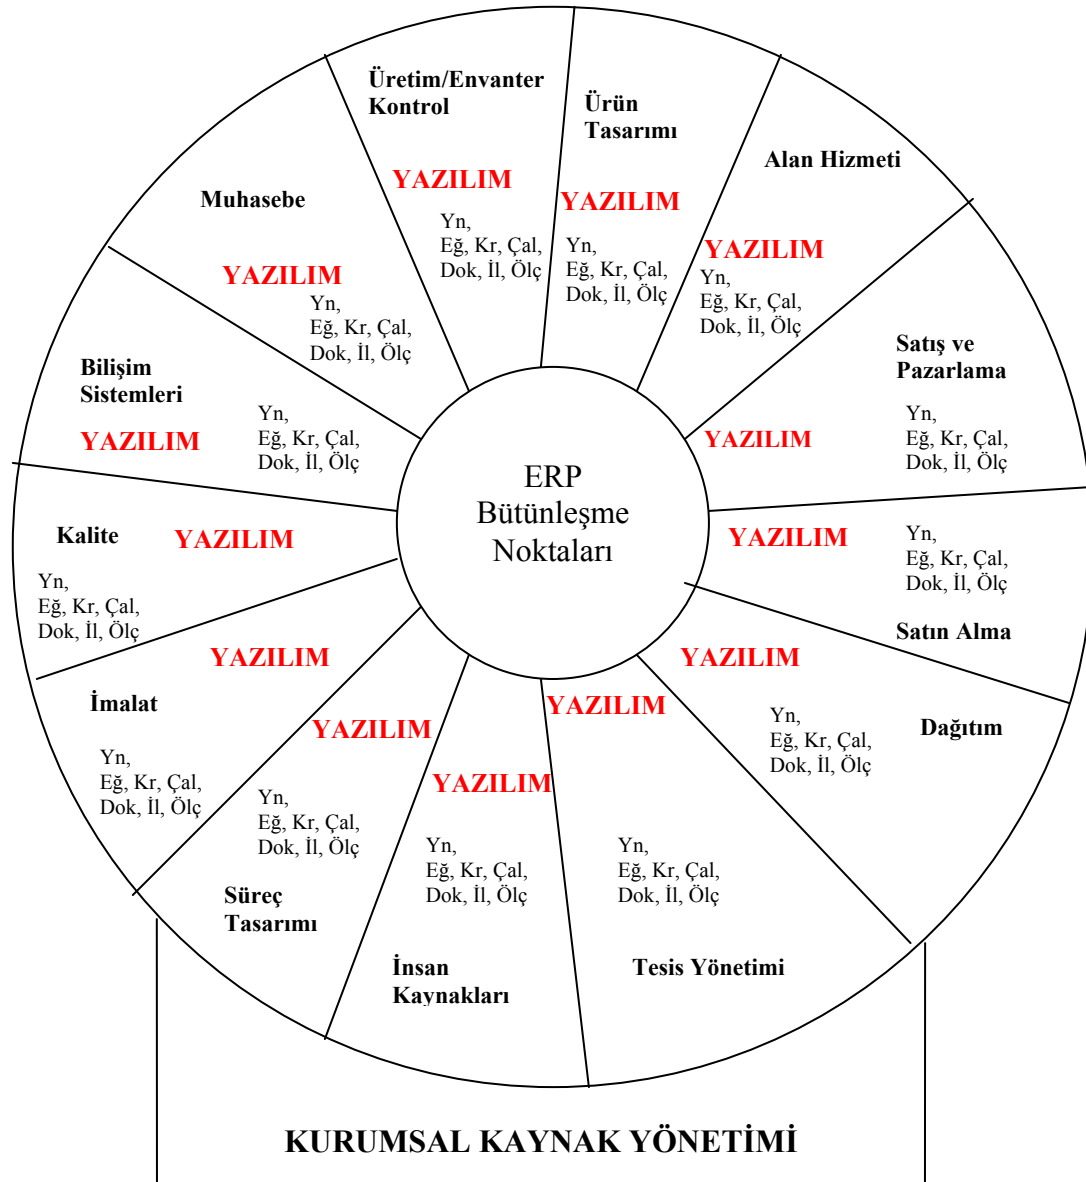 Üretim/Envanter
Kontrol
YAZILIM
Yn,
Eğ, Kr, Çal,
Dok, İl, Ölç
Ürün
Tasarımı
YAZILIM
Yn,
Eğ, Kr, Çal,
Dok, İl, Ölç
Alan Hizmeti
YAZILIM
Yn,
Eğ, Kr, Çal,
Dok, İl, Ölç
Satış ve
Pazarlama
YAZILIM
Yn,
Eğ, Kr, Çal,
Dok, İl, Ölç
YAZILIM
Yn,
Eğ, Kr, Çal,
Dok, İl, Ölç
Satın Alma
YAZILIM
Dağıtım
Yn,
Eğ, Kr, Çal,
Dok, İl, Ölç
YAZILIM
Yn,
Eğ, Kr, Çal,
Dok, İl, Ölç
Tesis Yönetimi
YAZILIM
Yn,
Eğ, Kr, Çal,
Dok, İl, Ölç
İnsan
Kaynakları
YAZILIM
Yn,
Eğ, Kr, Çal,
Dok, İl, Ölç
Süreç
Tasarımı
YAZILIM
İmalat
Yn,
Eğ, Kr, Çal,
Dok, İl, Ölç
Kalite
YAZILIM
Yn,
Eğ, Kr, Çal,
Dok, İl, Ölç
Bilişim
Sistemleri
YAZILIM
Yn,
Eğ, Kr, Çal,
Dok, İl, Ölç
Muhasebe
YAZILIM
Yn,
Eğ, Kr, Çal,
Dok, İl, Ölç
ERP
Bütünleşme
Noktaları
KURUMSAL KAYNAK YÖNETİMİ